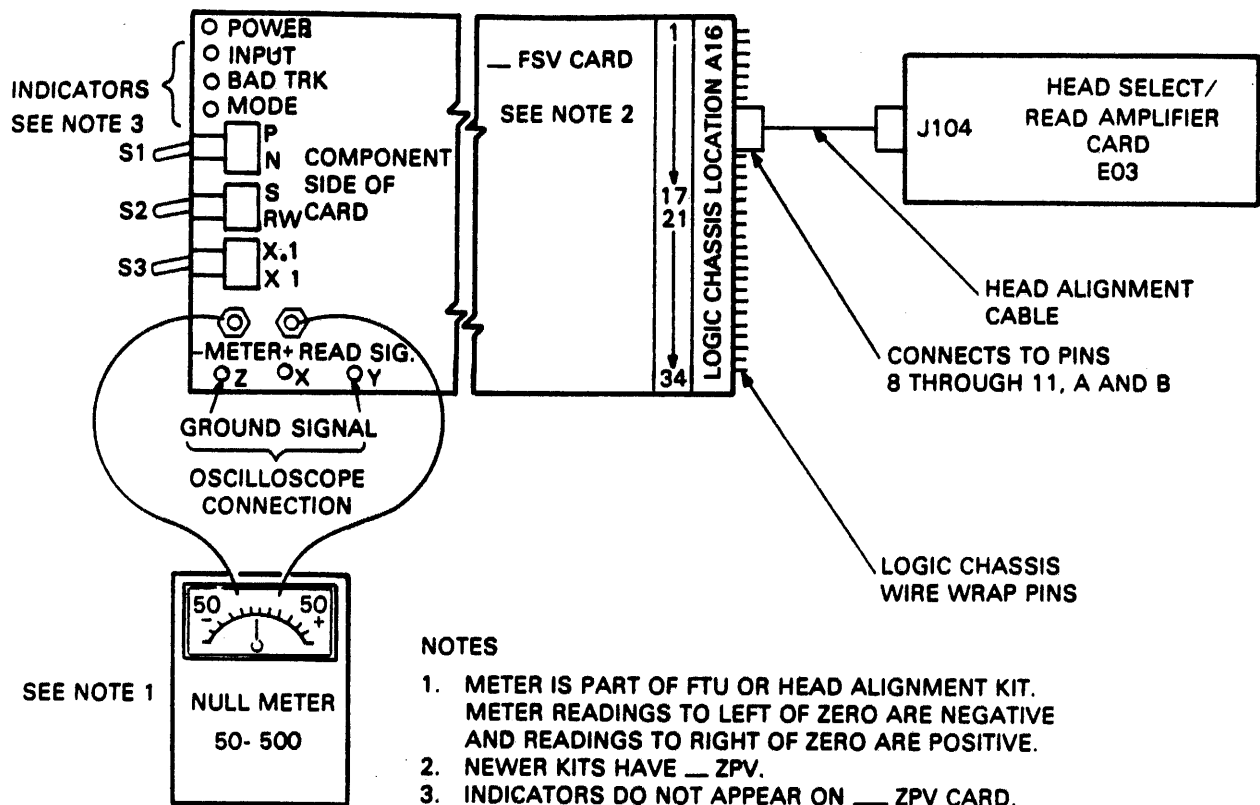 POWER
INPUT
BAD TRK
MODE
INDICATORS
SEE NOTE 3
S1
P
N
S2
S
RW
S3
X.1
X 1
COMPONENT
SIDE OF
CARD
-METER+ READ SIG.
Z X Y
GROUND SIGNAL
OSCILLOSCOPE
CONNECTION
__ FSV CARD
SEE NOTE 2
1
17
21
34
LOGIC CHASSIS LOCATION A16
J104
HEAD SELECT/
READ AMPLIFIER
CARD
E03
HEAD ALIGNMENT
CABLE
CONNECTS TO PINS
8 THROUGH 11, A AND B
LOGIC CHASSIS
WIRE WRAP PINS
50 50
- +
SEE NOTE 1
NULL METER
50- 500
NOTES
1. METER IS PART OF FTU OR HEAD ALIGNMENT KIT.
METER READINGS TO LEFT OF ZERO ARE NEGATIVE
AND READINGS TO RIGHT OF ZERO ARE POSITIVE.
2. NEWER KITS HAVE __ ZPV.
3. INDICATORS DO NOT APPEAR ON __ ZPV CARD.